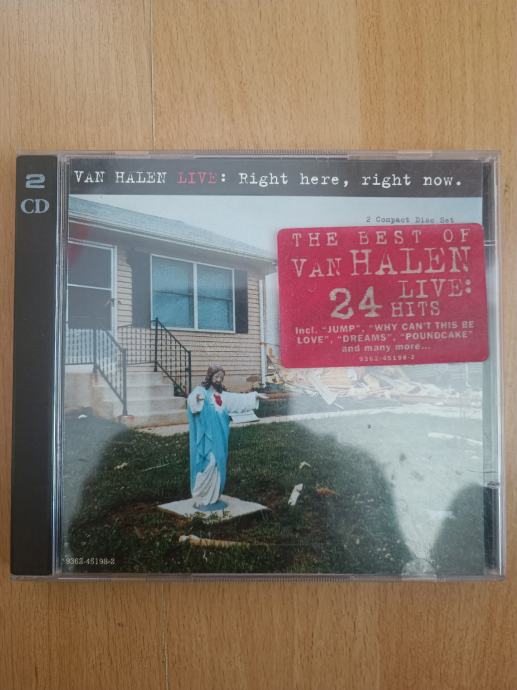 2
CD
VAN HALEN LIVE: Right here, right now.
2 Compact Disc Set
THE BEST OF
VAN HALEN
24 LIVE:
HITS
Incl. "JUMP", "WHY CAN'T THIS BE
LOVE", "DREAMS", "POUNDCAKE"
and many more...
9362-45198-2
9362-45198-2